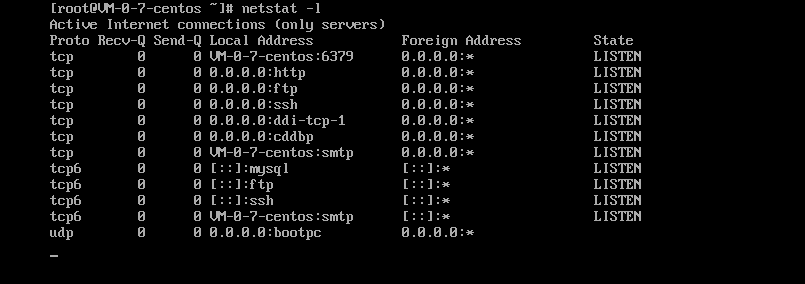 [root@VM-0-7-centos ~]# netstat -l
Active Internet connections (only servers)
Proto Recv-Q Send-Q Local Address           Foreign Address         State
tcp        0      0 VM-0-7-centos:6379      0.0.0.0:*               LISTEN
tcp        0      0 0.0.0.0:http            0.0.0.0:*               LISTEN
tcp        0      0 0.0.0.0:ftp             0.0.0.0:*               LISTEN
tcp        0      0 0.0.0.0:ssh             0.0.0.0:*               LISTEN
tcp        0      0 0.0.0.0:ddi-tcp-1       0.0.0.0:*               LISTEN
tcp        0      0 0.0.0.0:cddbp           0.0.0.0:*               LISTEN
tcp        0      0 VM-0-7-centos:smtp      0.0.0.0:*               LISTEN
tcp6       0      0 [::]:mysql              [::]:*                  LISTEN
tcp6       0      0 [::]:ftp                [::]:*                  LISTEN
tcp6       0      0 [::]:ssh                [::]:*                  LISTEN
tcp6       0      0 VM-0-7-centos:smtp      [::]:*                  LISTEN
udp        0      0 0.0.0.0:bootpc          0.0.0.0:*